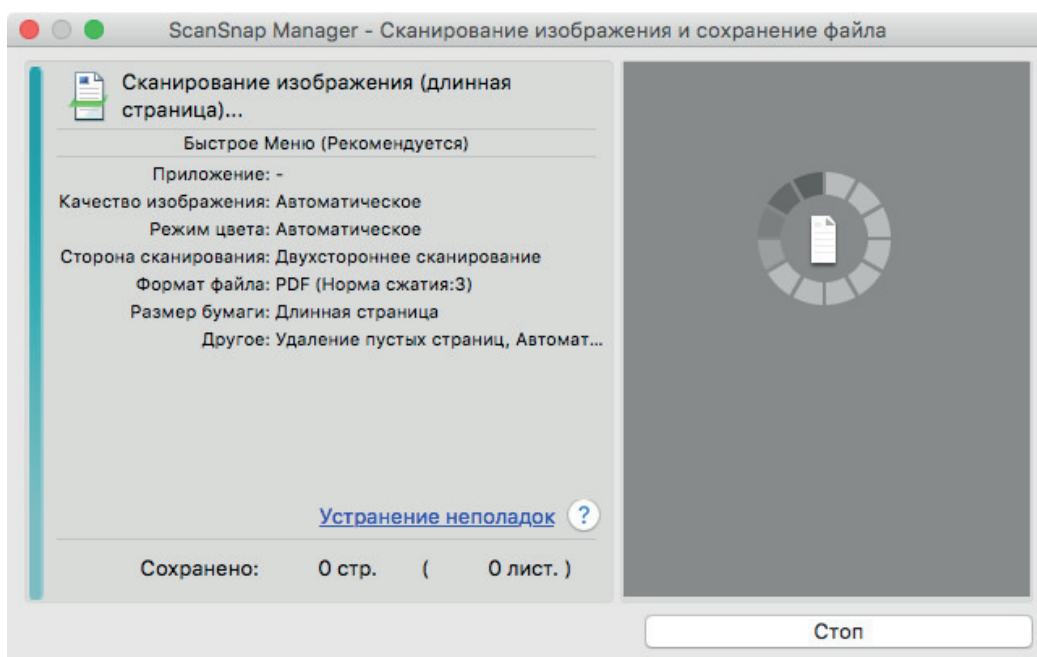 ScanSnap Manager - Сканирование изображения и сохранение файла
Сканирование изображения (длинная
страница)...
Быстрое Меню (Рекомендуется)
Приложение: -
Качество изображения: Автоматическое
Режим цвета: Автоматическое
Сторона сканирования: Двухстороннее сканирование
Формат файла: PDF (Норма сжатия:3)
Размер бумаги: Длинная страница
Другое: Удаление пустых страниц, Автомат...
Устранение неполадок ?
Сохранено: 0 стр. ( 0 лист. )
Стоп